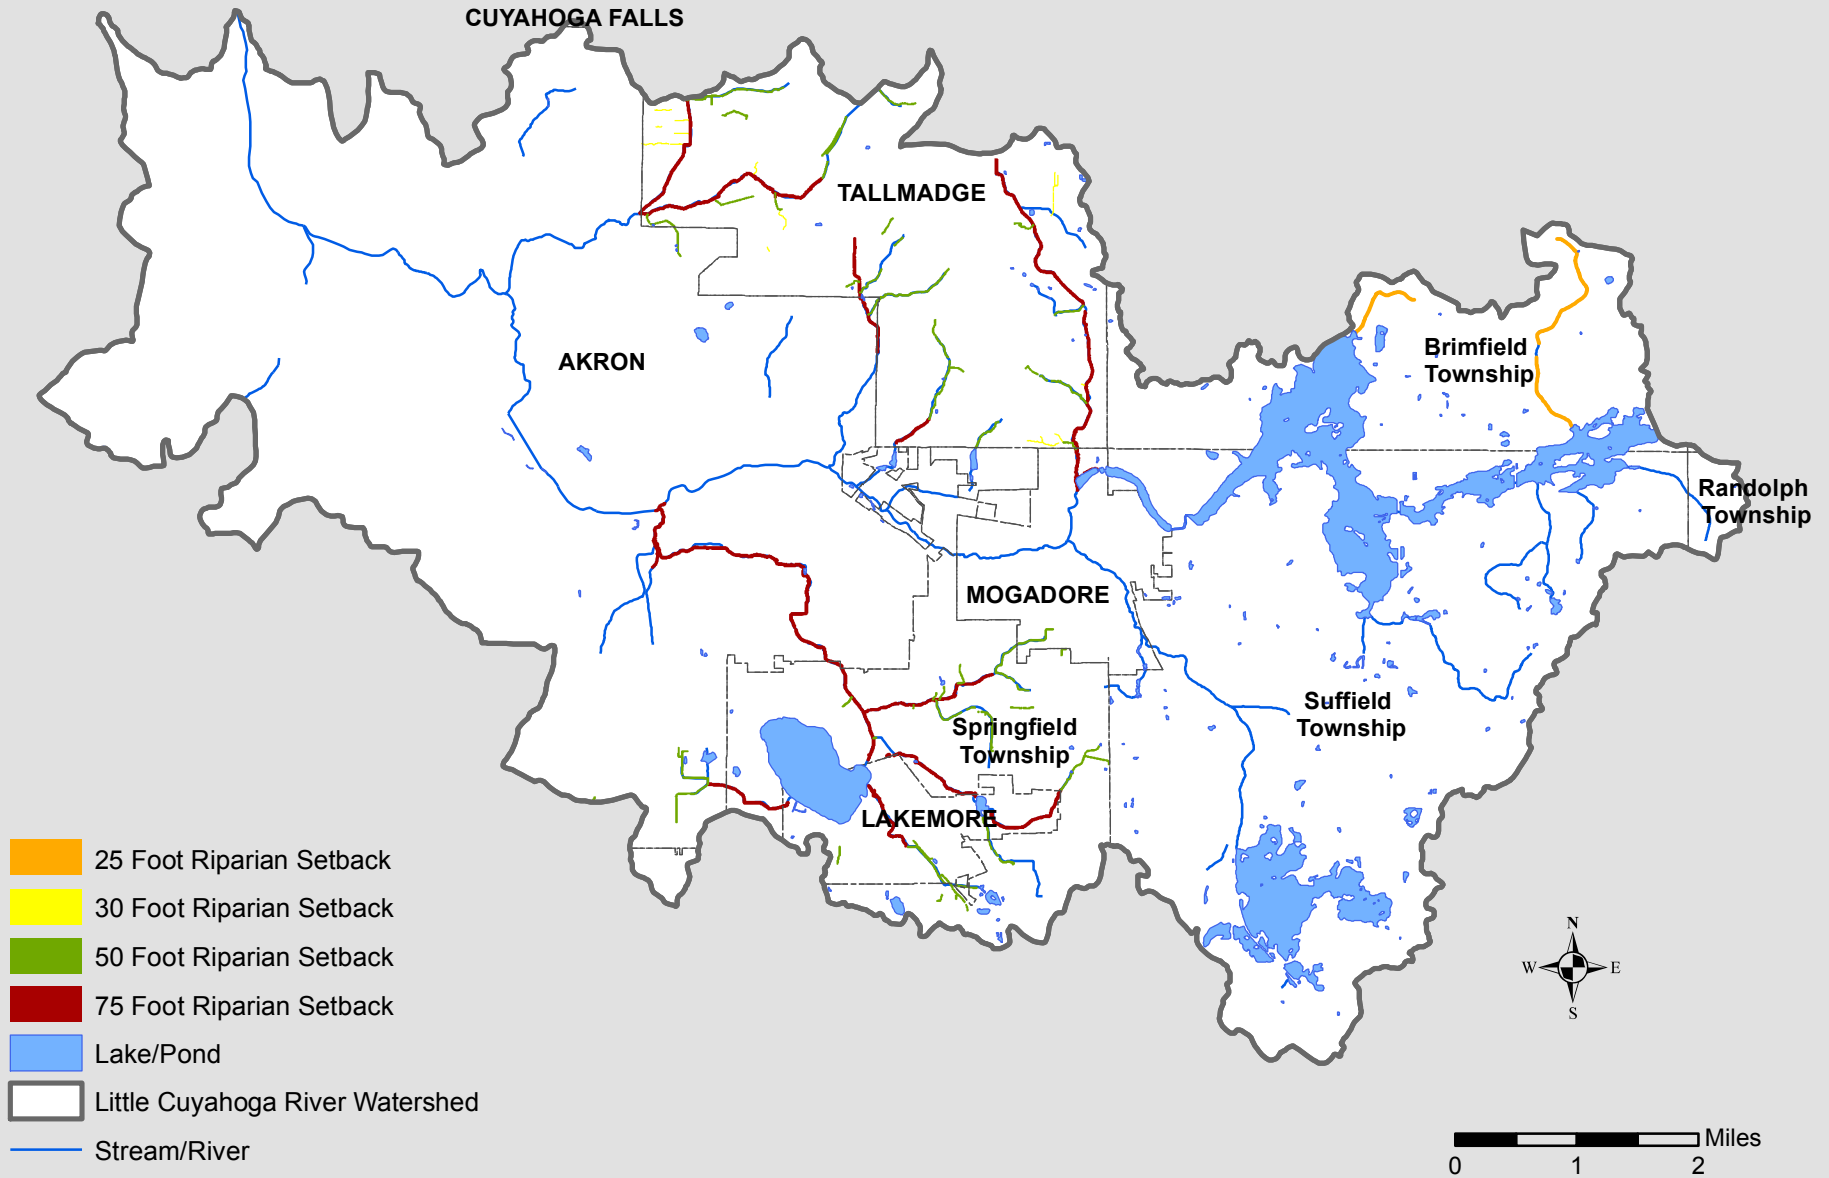 CUYAHOGA FALLS
TALLMADGE
AKRON
Brimfield
Township
Randolph
Township
MOGADORE
Suffield
Township
Springfield
Township
LAKEMORE
25 Foot Riparian Setback
30 Foot Riparian Setback
50 Foot Riparian Setback
75 Foot Riparian Setback
Lake/Pond
Little Cuyahoga River Watershed
Stream/River
N
W E
S
Miles
0 1 2